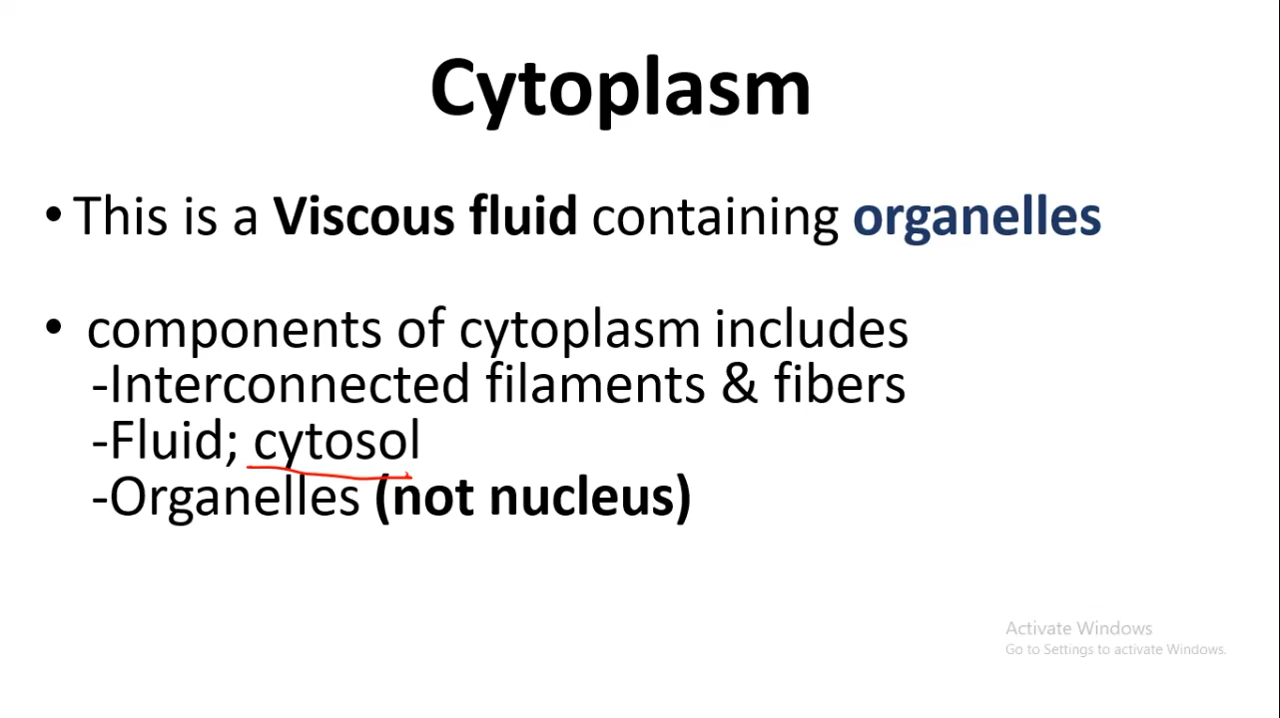 Cytoplasm
• This is a Viscous fluid containing organelles
• components of cytoplasm includes
-Interconnected filaments & fibers
-Fluid; cytosol
-Organelles (not nucleus)
Activate Windows
Go to Settings to activate Windows.